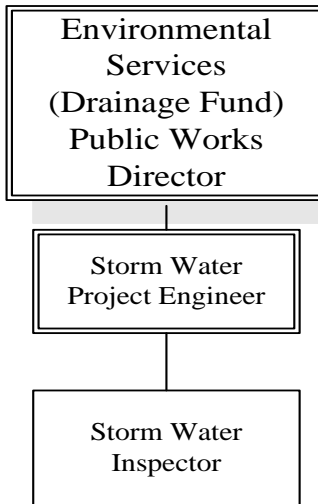 Environmental
Services
(Drainage Fund)
Public Works
Director
Storm Water
Project Engineer
Storm Water
Inspector